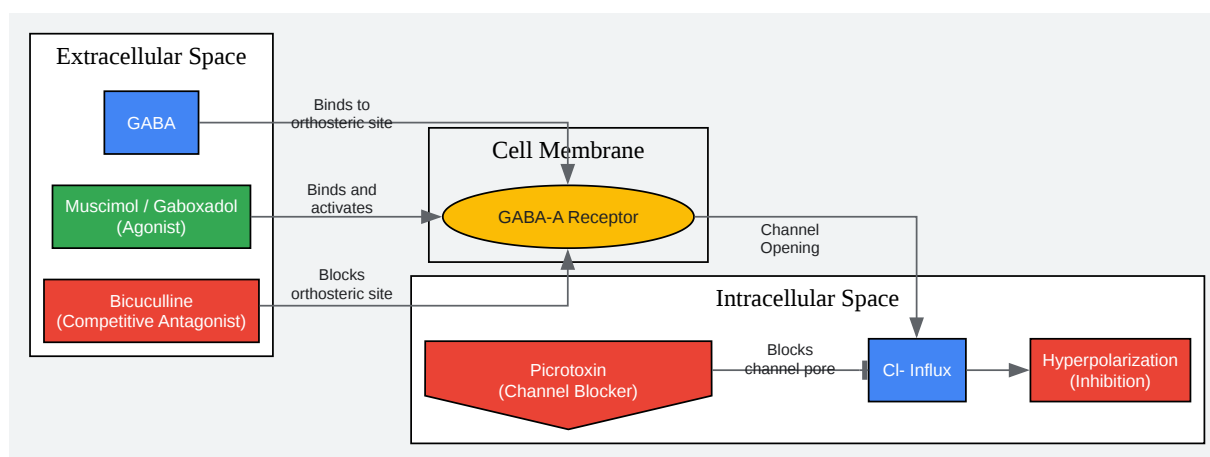 Extracellular Space
GABA
Binds to
orthosteric site
Cell Membrane
Muscimol / Gaboxadol
(Agonist)
Binds and
activates
GABA-A Receptor
Channel
Opening
Bicuculline
(Competitive Antagonist)
Blocks
orthosteric site
Intracellular Space
Picrotoxin
(Channel Blocker)
Blocks
channel pore
Cl- Influx
Hyperpolarization
(Inhibition)